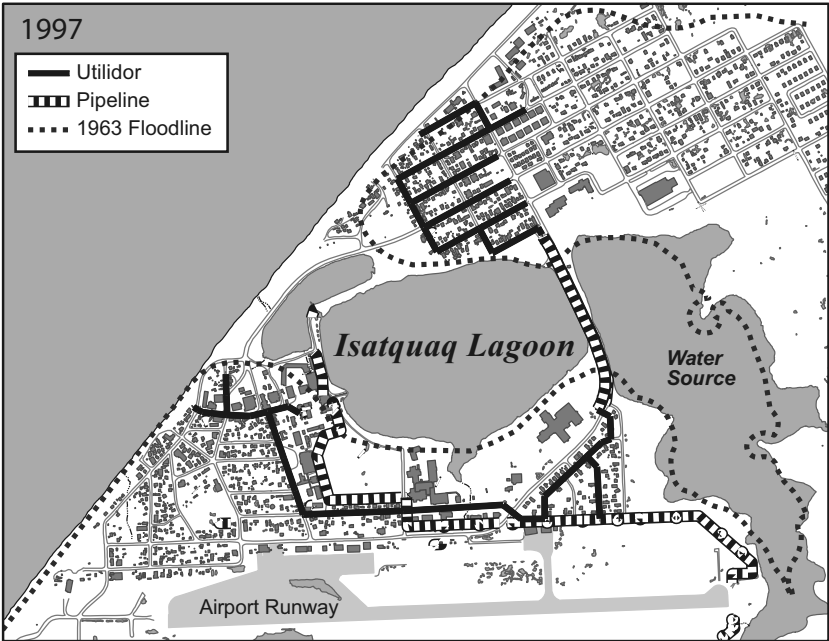 1997
Utilidor
Pipeline
1963 Floodline
Isatquaq Lagoon
Water
Source
Airport Runway